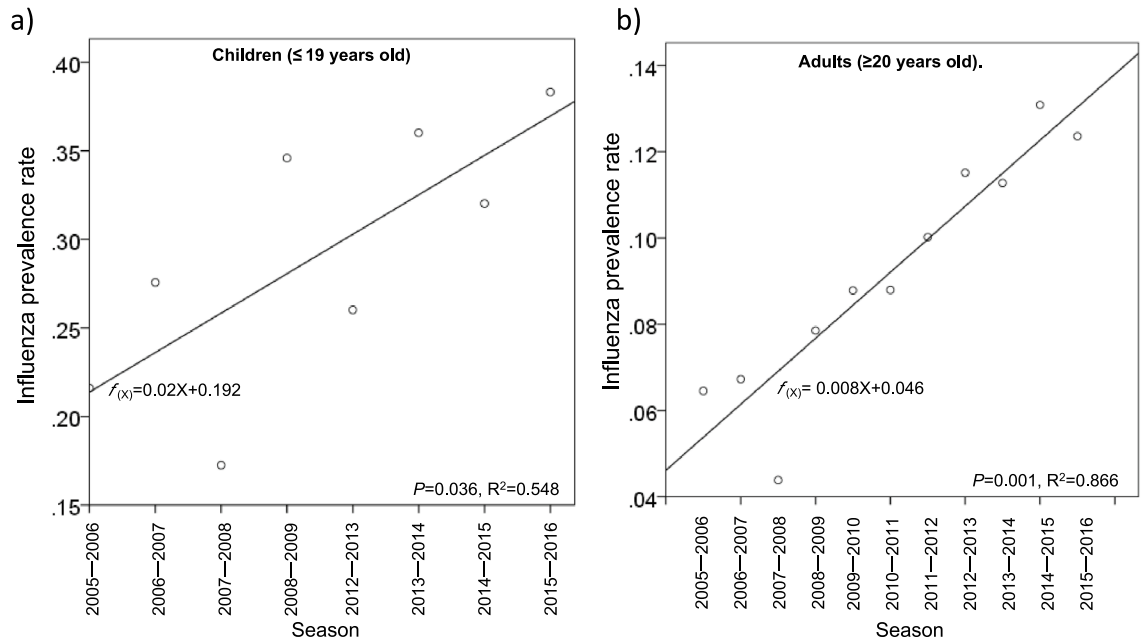 a)
Children (≤ 19 years old)
Influenza prevalence rate
.40
.35
.30
.25
.20
.15
f(X)=0.02X+0.192
P=0.036, R²=0.548
2005—2006
2006—2007
2007—2008
2008—2009
2012—2013
2013—2014
2014—2015
2015—2016
Season
b)
Adults (≥20 years old).
Influenza prevalence rate
.14
.12
.10
.08
.06
.04
f(X)= 0.008X+0.046
P=0.001, R²=0.866
2005—2006
2006—2007
2007—2008
2008—2009
2009—2010
2010—2011
2011—2012
2012—2013
2013—2014
2014—2015
2015—2016
Season